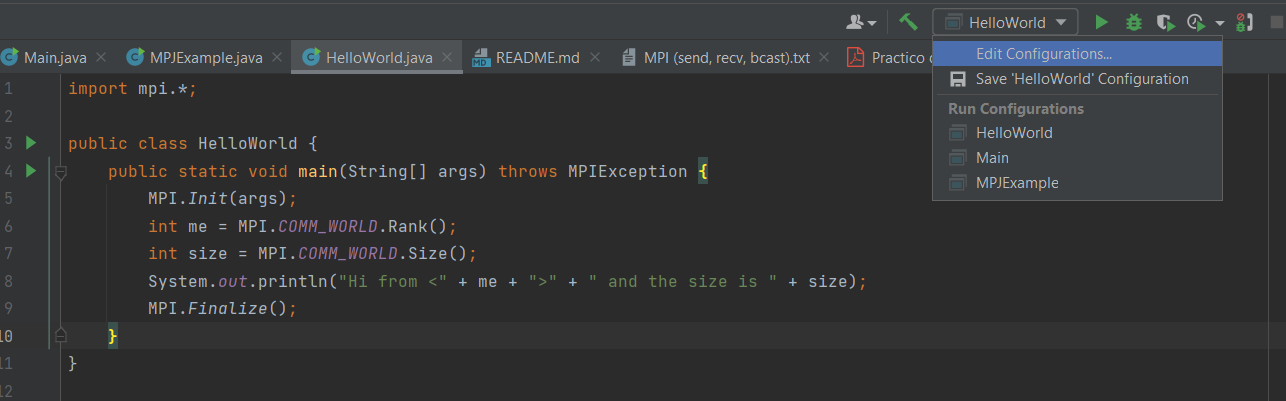 HelloWorld
Main.java MPJExample.java HelloWorld.java MD README.md MPI (send, recv, bcast).txt Practico
Edit Configurations...
Save 'HelloWorld' Configuration
Run Configurations
HelloWorld
Main
MPJExample
1 import mpi.*;
2
3 public class HelloWorld {
4 public static void main(String[] args) throws MPIException {
5 MPI.Init(args);
6 int me = MPI.COMM_WORLD.Rank();
7 int size = MPI.COMM_WORLD.Size();
8 System.out.println("Hi from <" + me + ">" + " and the size is " + size);
9 MPI.Finalize();
10 }
11 }
12